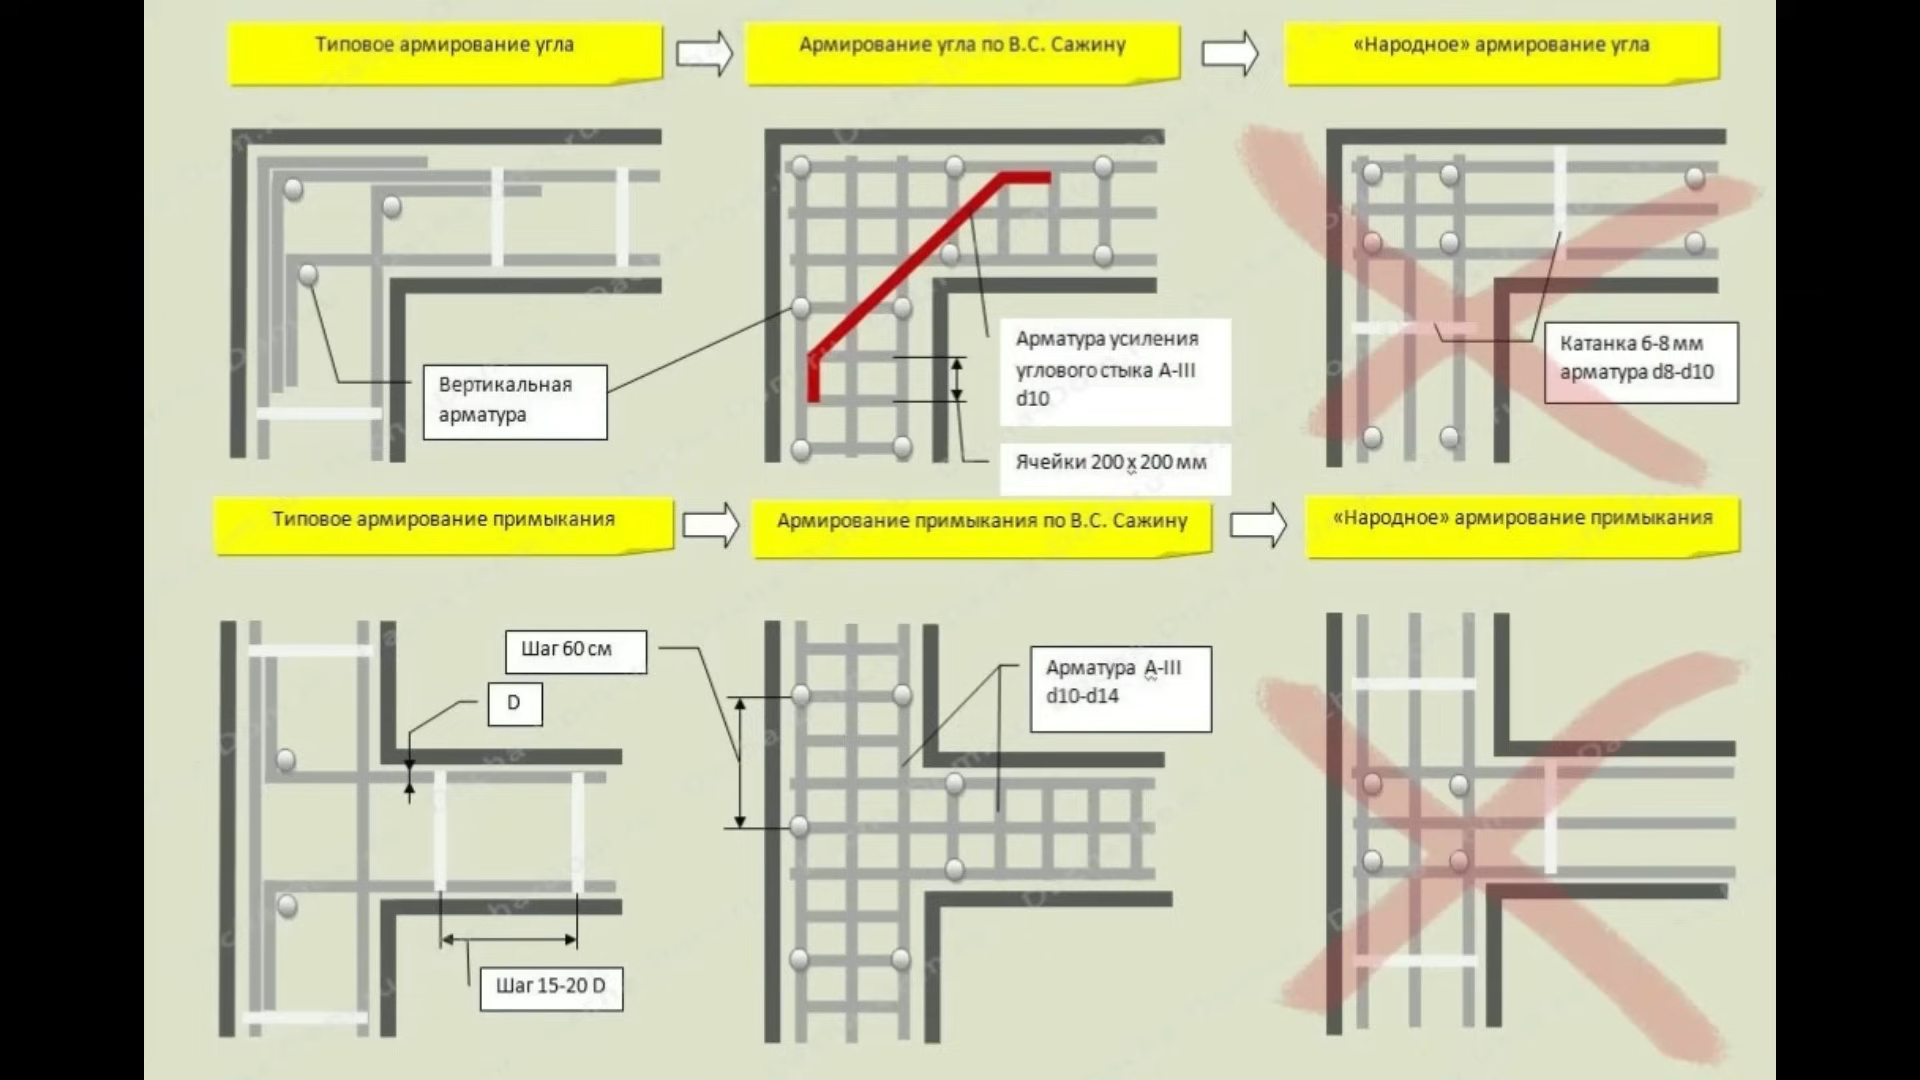 Типовое армирование угла
Армирование угла по В.С. Сажину
«Народное» армирование угла
Вертикальная
арматура
Арматура усиления
углового стыка А-III
d10
Ячейки 200 х 200 мм
Катанка 6-8 мм
арматура d8-d10
Типовое армирование примыкания
Армирование примыкания по В.С. Сажину
«Народное» армирование примыкания
Шаг 60 см
D
Шаг 15-20 D
Арматура А-III
d10-d14